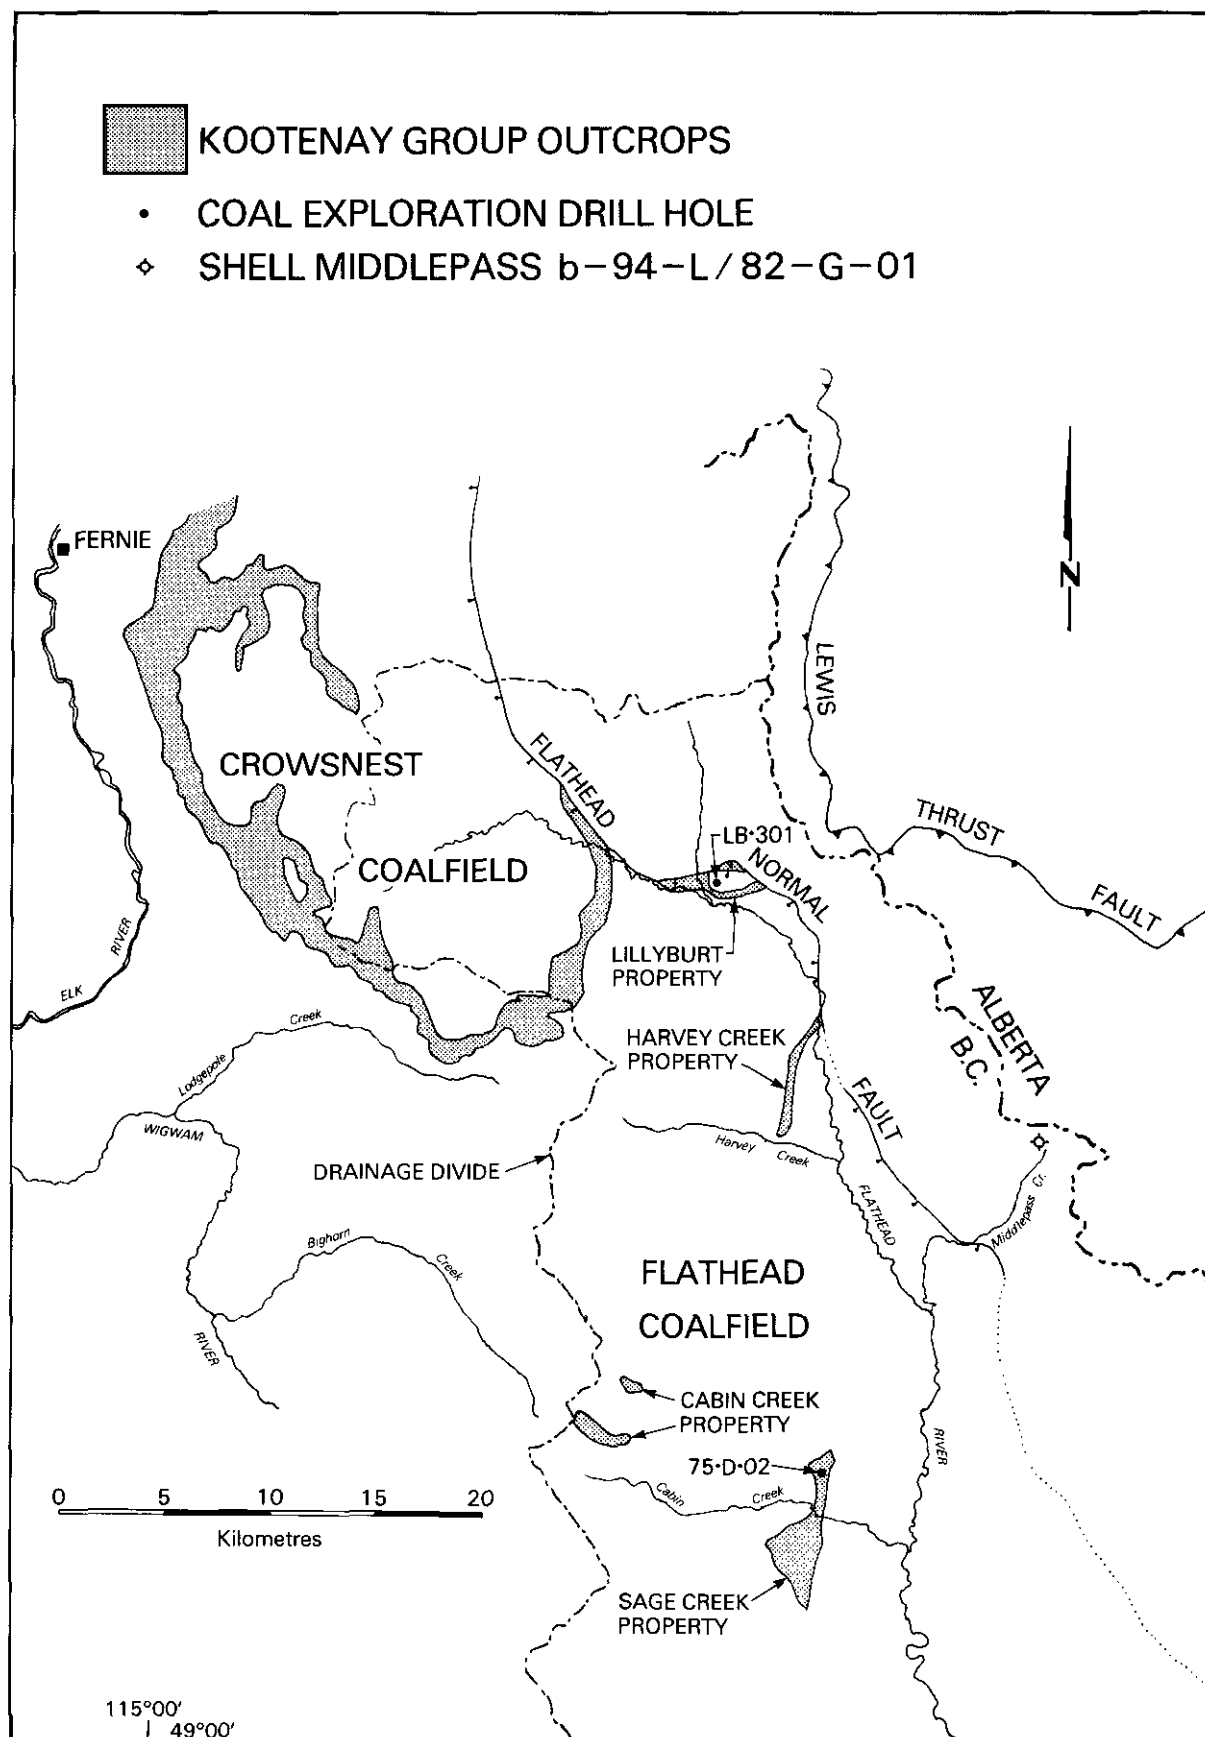 KOOTENAY GROUP OUTCROPS
COAL EXPLORATION DRILL HOLE
SHELL MIDDLEPASS b-94-L/82-G-01
FERNIE
N
LEWIS
CROWSNEST
FLATHEAD
THRUST
LB·301
NORMAL
COALFIELD
FAULT
RIVER
LILLYBURT
PROPERTY
ELK
ALBERTA
Creek
HARVEY CREEK
PROPERTY
B.C.
Lodgepole
FAULT
WIGWAM
Harvey
Creek
DRAINAGE DIVIDE
Middlepass Cr.
FLATHEAD
Bighorn
Creek
FLATHEAD
COALFIELD
RIVER
CABIN CREEK
PROPERTY
RIVER
75·D·02
Cabin
Creek
0 5 10 15 20
Kilometres
SAGE CREEK
PROPERTY
115°00'
49°00'